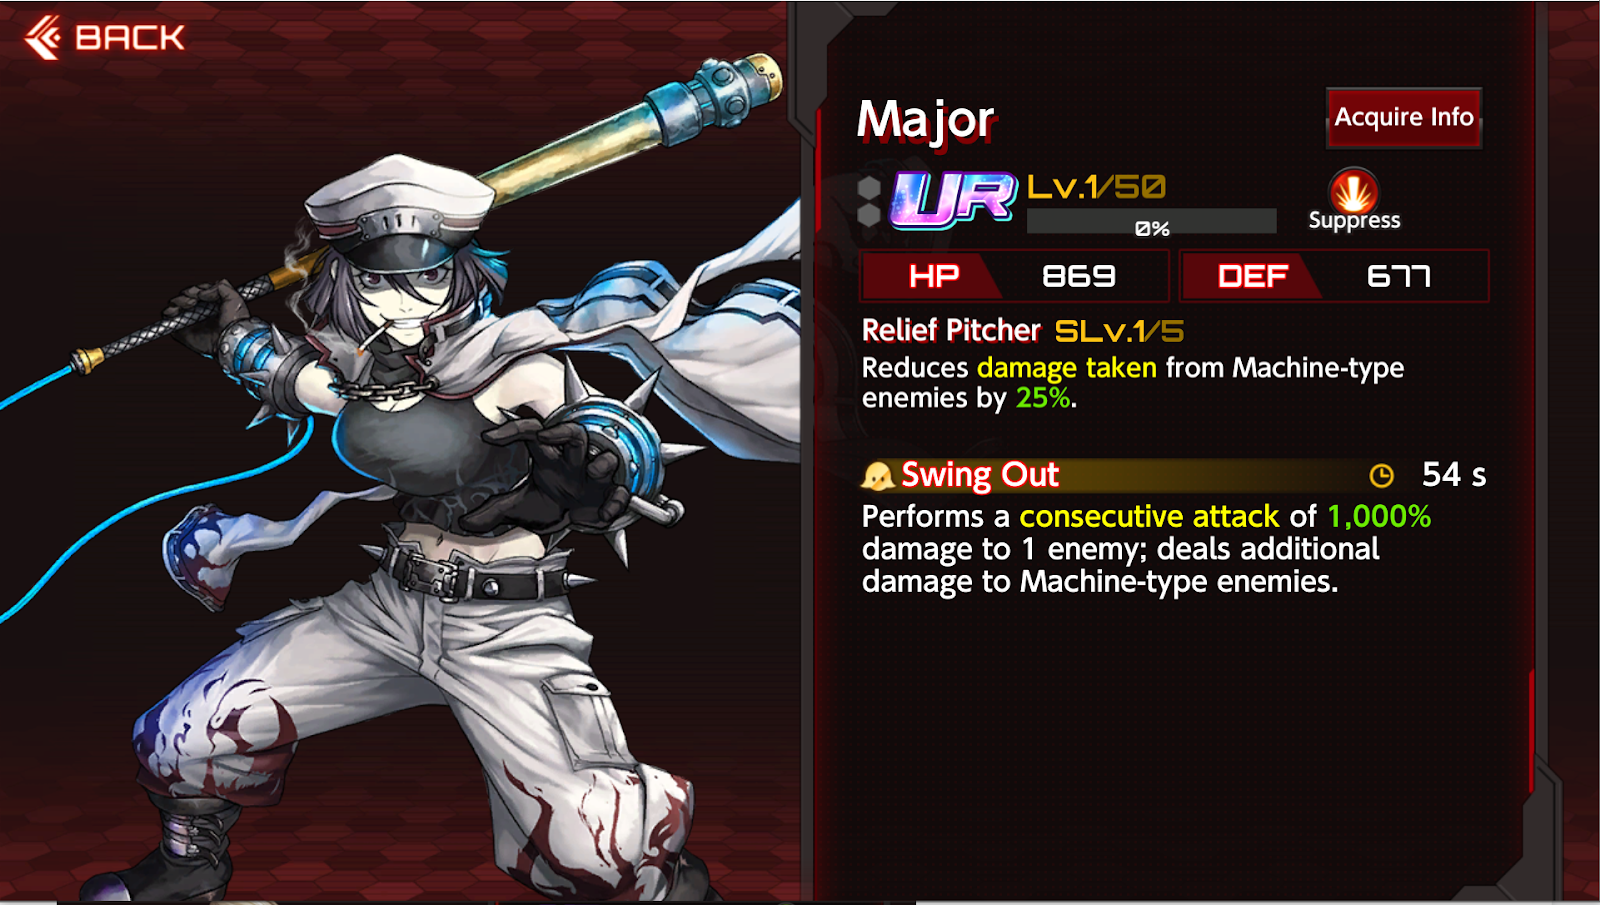 BACK
Major
Acquire Info
UR Lv.1/50
0%
Suppress
HP 869 DEF 677
Relief Pitcher SLv.1/5
Reduces damage taken from Machine-type
enemies by 25%.
Swing Out 54 s
Performs a consecutive attack of 1,000%
damage to 1 enemy; deals additional
damage to Machine-type enemies.